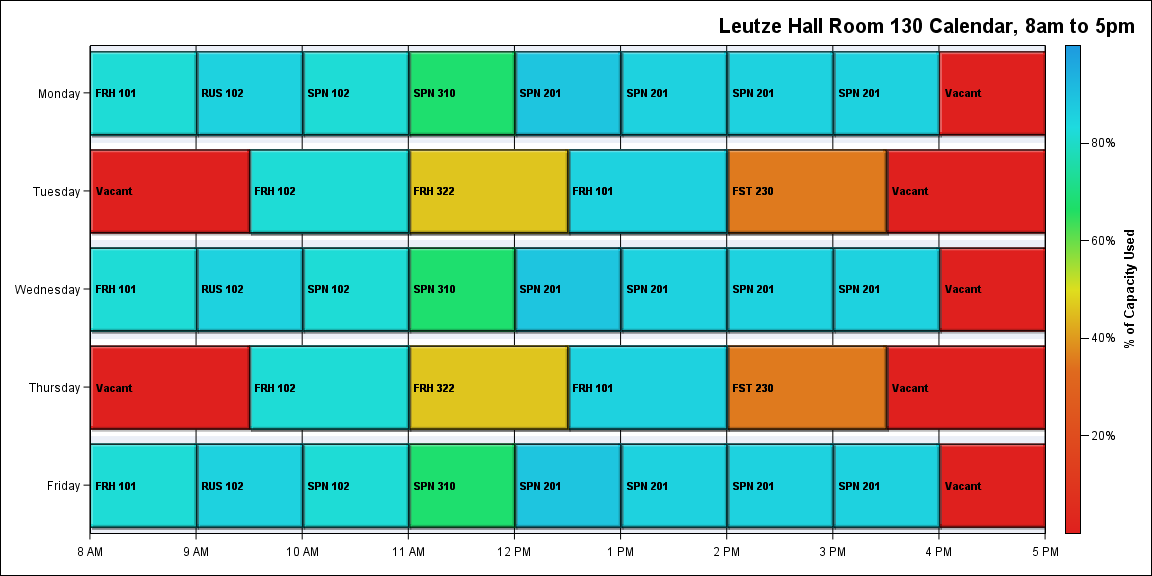 Leutze Hall Room 130 Calendar, 8am to 5pm
Monday
FRH 101 RUS 102 SPN 102 SPN 310 SPN 201 SPN 201 SPN 201 SPN 201 Vacant
Tuesday
Vacant FRH 102 FRH 322 FRH 101 FST 230 Vacant
Wednesday
FRH 101 RUS 102 SPN 102 SPN 310 SPN 201 SPN 201 SPN 201 SPN 201 Vacant
Thursday
Vacant FRH 102 FRH 322 FRH 101 FST 230 Vacant
Friday
FRH 101 RUS 102 SPN 102 SPN 310 SPN 201 SPN 201 SPN 201 SPN 201 Vacant
8 AM 9 AM 10 AM 11 AM 12 PM 1 PM 2 PM 3 PM 4 PM 5 PM
80%
60%
40%
20%
% of Capacity Used